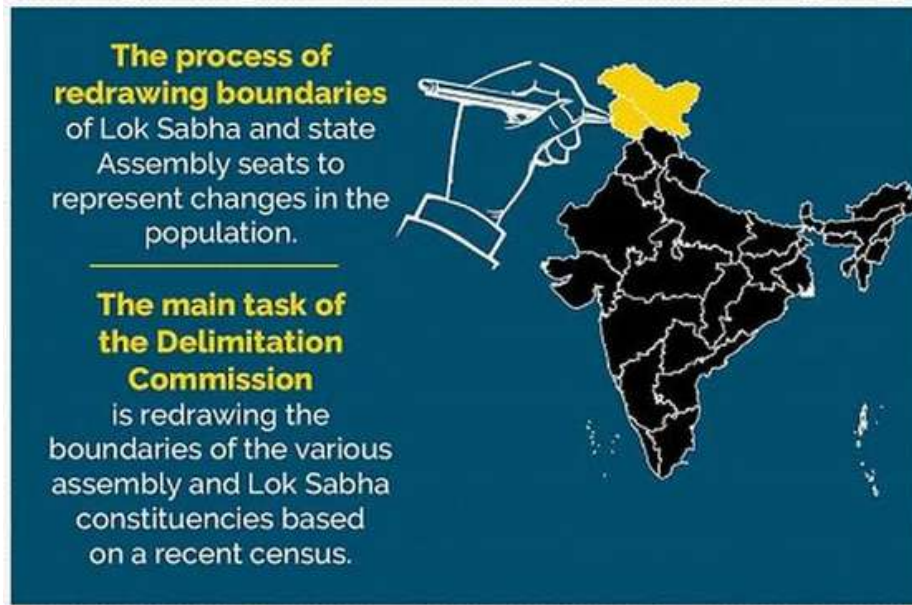 The process of
redrawing boundaries
of Lok Sabha and state
Assembly seats to
represent changes in the
population.
The main task of
the Delimitation
Commission
is redrawing the
boundaries of the various
assembly and Lok Sabha
constituencies based
on a recent census.